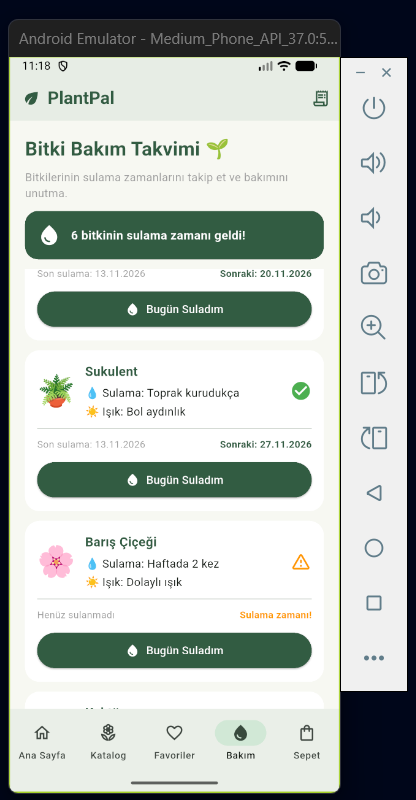 Android Emulator - Medium_Phone_API_37.0:5...
11:18
PlantPal
Bitki Bakım Takvimi 🌱
Bitkilerinin sulama zamanlarını takip et ve bakımını
unutma.
6 bitkinin sulama zamanı geldi!
Son sulama: 13.11.2026 Sonraki: 20.11.2026
Bugün Suladım
Sukulent
💧 Sulama: Toprak kurudukça
☀️ Işık: Bol aydınlık
Son sulama: 13.11.2026 Sonraki: 27.11.2026
Bugün Suladım
Barış Çiçeği
💧 Sulama: Haftada 2 kez
☀️ Işık: Dolaylı ışık
Henüz sulanmadı Sulama zamanı!
Bugün Suladım
Ana Sayfa Katalog Favoriler Bakım Sepet